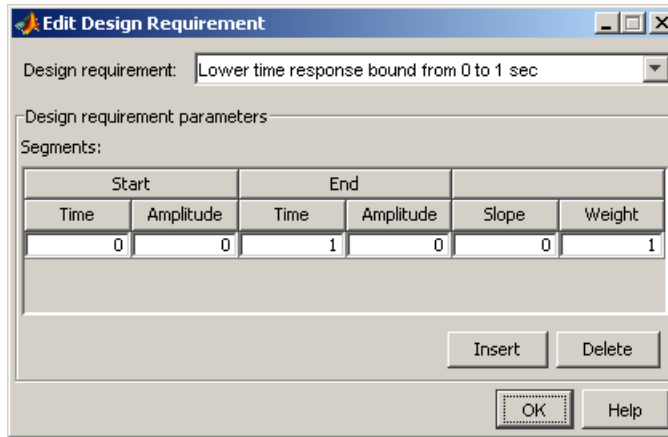 Edit Design Requirement
Design requirement: Lower time response bound from 0 to 1 sec
Design requirement parameters
Segments:
Start End
Time Amplitude Time Amplitude Slope Weight
0 0 1 0 0 1
Insert Delete
OK Help